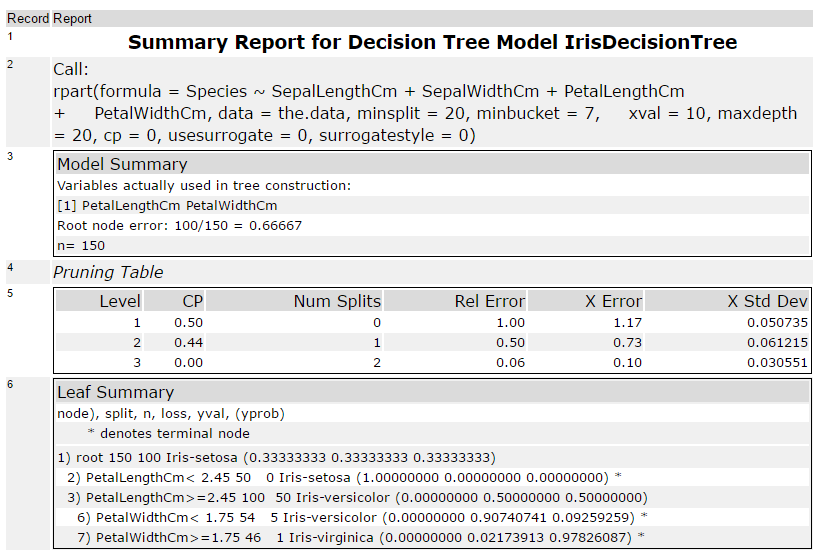 Record Report
1 Summary Report for Decision Tree Model IrisDecisionTree
2 Call:
rpart(formula = Species ~ SepalLengthCm + SepalWidthCm + PetalLengthCm
+ PetalWidthCm, data = the.data, minsplit = 20, minbucket = 7, xval = 10, maxdepth
= 20, cp = 0, usesurrogate = 0, surrogatestyle = 0)
3 Model Summary
Variables actually used in tree construction:
[1] PetalLengthCm PetalWidthCm
Root node error: 100/150 = 0.66667
n= 150
4 Pruning Table
5 Level CP Num Splits Rel Error X Error X Std Dev
1 0.50 0 1.00 1.17 0.050735
2 0.44 1 0.50 0.73 0.061215
3 0.00 2 0.06 0.10 0.030551
6 Leaf Summary
node), split, n, loss, yval, (yprob)
* denotes terminal node
1) root 150 100 Iris-setosa (0.33333333 0.33333333 0.33333333)
2) PetalLengthCm< 2.45 50 0 Iris-setosa (1.00000000 0.00000000 0.00000000) *
3) PetalLengthCm>=2.45 100 50 Iris-versicolor (0.00000000 0.50000000 0.50000000)
6) PetalWidthCm< 1.75 54 5 Iris-versicolor (0.00000000 0.90740741 0.09259259) *
7) PetalWidthCm>=1.75 46 1 Iris-virginica (0.00000000 0.02173913 0.97826087) *